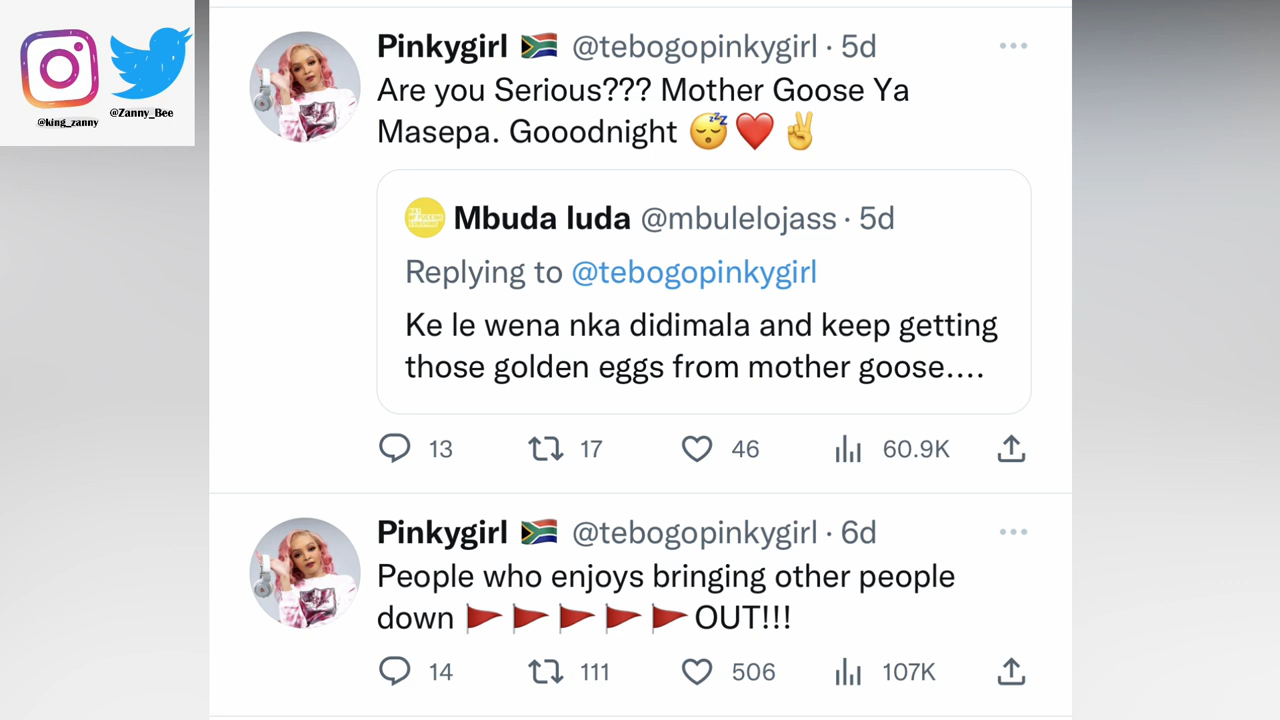 @king_zanny
@Zanny_Bee
Pinkygirl 🇿🇦 @tebogopinkygirl · 5d
Are you Serious??? Mother Goose Ya
Masepa. Gooodnight 😴❤️✌️
Mbuda luda @mbulelojass · 5d
Replying to @tebogopinkygirl
Ke le wena nka didimala and keep getting
those golden eggs from mother goose....
13 17 46 60.9K
Pinkygirl 🇿🇦 @tebogopinkygirl · 6d
People who enjoys bringing other people
down 🚩🚩🚩🚩🚩OUT!!!
14 111 506 107K